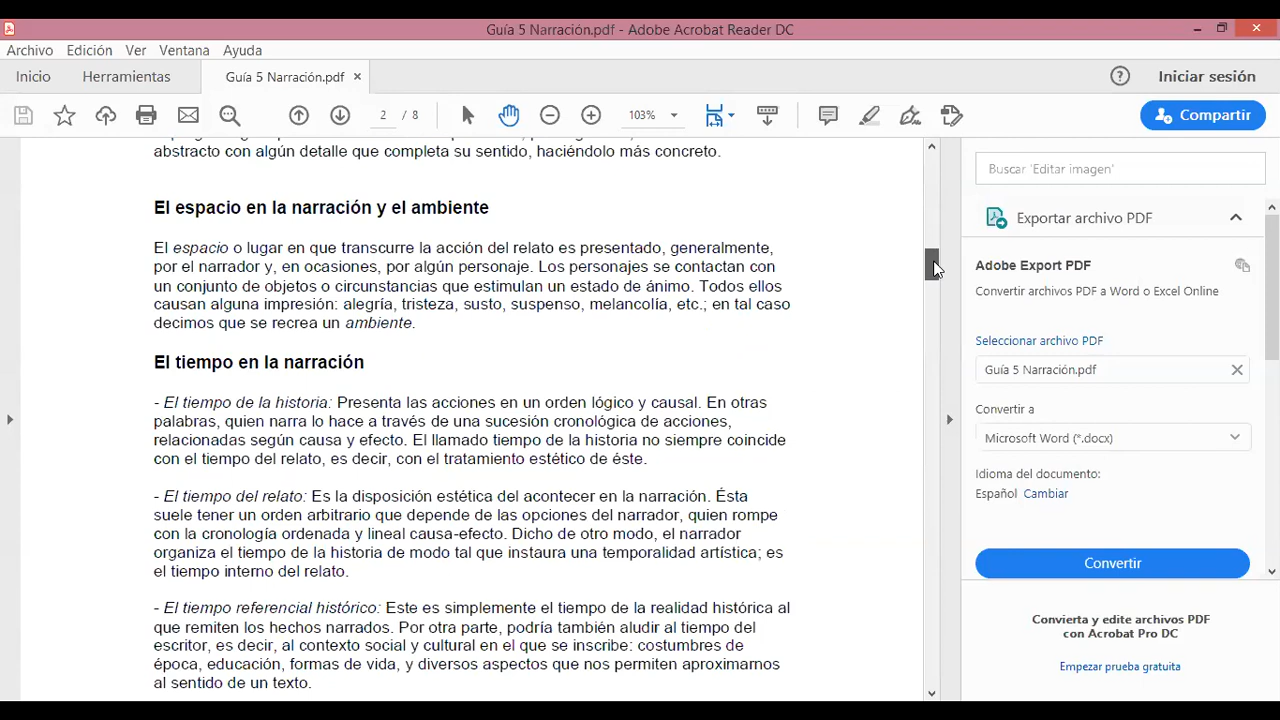 Guía 5 Narración.pdf - Adobe Acrobat Reader DC
Archivo Edición Ver Ventana Ayuda
Inicio Herramientas Guía 5 Narración.pdf × Iniciar sesión
2 / 8 103% Compartir
abstracto con algún detalle que completa su sentido, haciéndolo más concreto.
El espacio en la narración y el ambiente
El espacio o lugar en que transcurre la acción del relato es presentado, generalmente,
por el narrador y, en ocasiones, por algún personaje. Los personajes se contactan con
un conjunto de objetos o circunstancias que estimulan un estado de ánimo. Todos ellos
causan alguna impresión: alegría, tristeza, susto, suspenso, melancolía, etc.; en tal caso
decimos que se recrea un ambiente.
El tiempo en la narración
- El tiempo de la historia: Presenta las acciones en un orden lógico y causal. En otras
palabras, quien narra lo hace a través de una sucesión cronológica de acciones,
relacionadas según causa y efecto. El llamado tiempo de la historia no siempre coincide
con el tiempo del relato, es decir, con el tratamiento estético de éste.
- El tiempo del relato: Es la disposición estética del acontecer en la narración. Ésta
suele tener un orden arbitrario que depende de las opciones del narrador, quien rompe
con la cronología ordenada y lineal causa-efecto. Dicho de otro modo, el narrador
organiza el tiempo de la historia de modo tal que instaura una temporalidad artística; es
el tiempo interno del relato.
- El tiempo referencial histórico: Este es simplemente el tiempo de la realidad histórica al
que remiten los hechos narrados. Por otra parte, podría también aludir al tiempo del
escritor, es decir, al contexto social y cultural en el que se inscribe: costumbres de
época, educación, formas de vida, y diversos aspectos que nos permiten aproximarnos
al sentido de un texto.
Buscar 'Editar imagen'
Exportar archivo PDF
Adobe Export PDF
Convertir archivos PDF a Word o Excel Online
Seleccionar archivo PDF
Guía 5 Narración.pdf
Convertir a
Microsoft Word (*.docx)
Idioma del documento:
Español Cambiar
Convertir
Convierta y edite archivos PDF
con Acrobat Pro DC
Empezar prueba gratuita